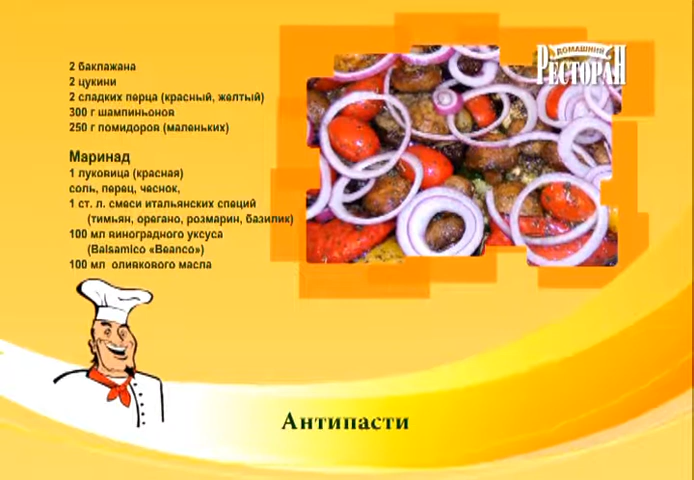 ДОМАШНИЙ
РЕСТОРАН
2 баклажана
2 цукини
2 сладких перца (красный, желтый)
300 г шампиньонов
250 г помидоров (маленьких)
Маринад
1 луковица (красная)
соль, перец, чеснок,
1 ст. л. смеси итальянских специй
(тимьян, орегано, розмарин, базилик)
100 мл виноградного уксуса
(Balsamico «Beanco»)
100 мл оливкового масла
Антипасти